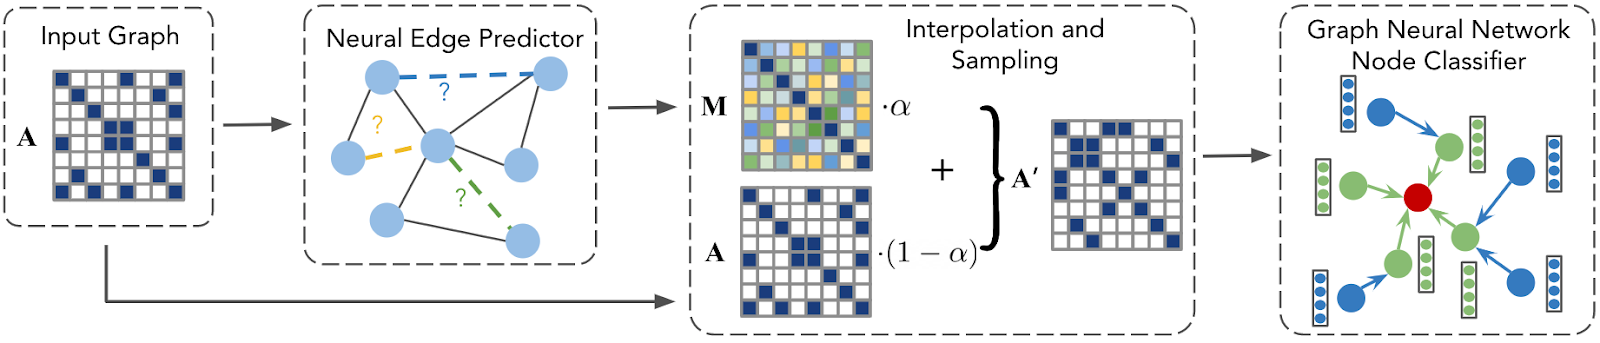 Input Graph
A
Neural Edge Predictor
?
?
?
Interpolation and
Sampling
M
·α
+
A
·(1 − α)
A′
Graph Neural Network
Node Classifier